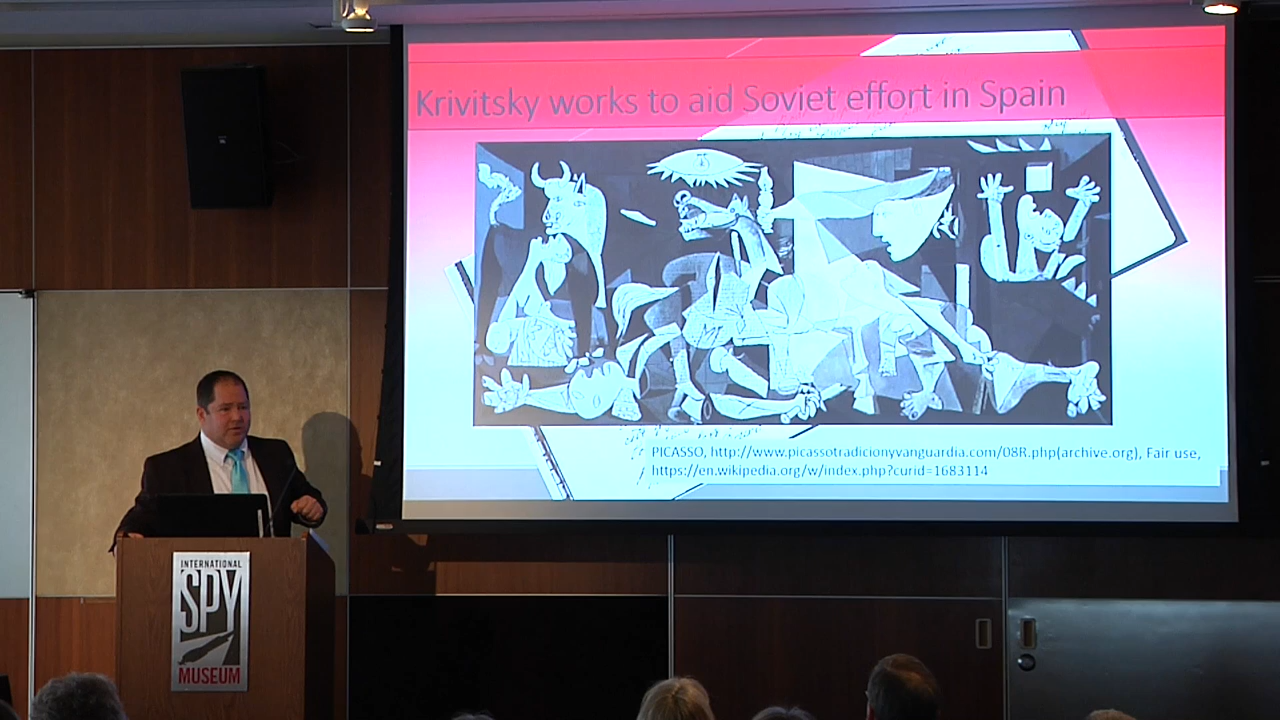 Krivitsky works to aid Soviet effort in Spain
PICASSO, http://www.picassotradicionyvanguardia.com/08R.php(archive.org), Fair use,
https://en.wikipedia.org/w/index.php?curid=1683114
INTERNATIONAL
SPY
MUSEUM